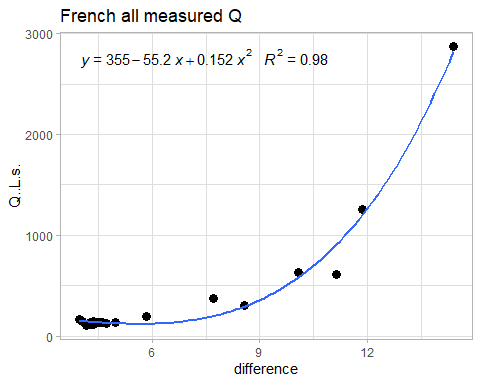 French all measured Q
y = 355 − 55.2 x + 0.152 x² R² = 0.98
3000
2000
1000
0
Q..L.s.
6 9 12
difference